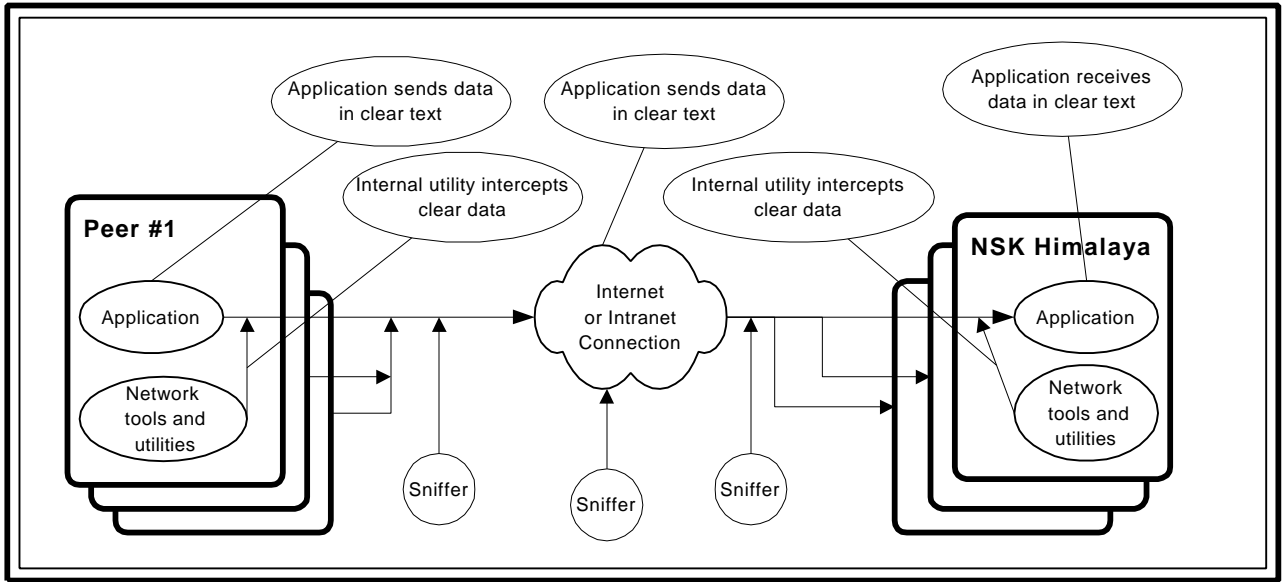 Application sends data
in clear text
Application sends data
in clear text
Application receives
data in clear text
Internal utility intercepts
clear data
Internal utility intercepts
clear data
Peer #1
NSK Himalaya
Application
Internet
or Intranet
Connection
Application
Network
tools and
utilities
Network
tools and
utilities
Sniffer
Sniffer
Sniffer